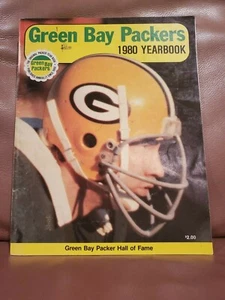 Green Bay Packers
1980 YEARBOOK
Green Bay
Packers
G
$2.00
Green Bay Packer Hall of Fame